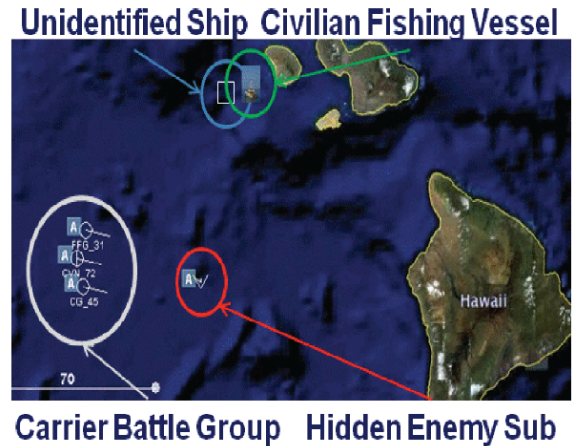 Unidentified Ship Civilian Fishing Vessel
A
FFG_31
A
CVN_72
A
CG_45
A
Hawaii
70
Carrier Battle Group Hidden Enemy Sub